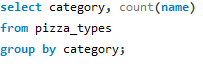 select category, count(name)
from pizza_types
group by category;